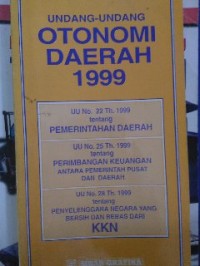 UNDANG-UNDANG
OTONOMI
DAERAH
1999
UU No. 22 Th. 1999
tentang
PEMERINTAHAN DAERAH
UU No. 25 Th. 1999
tentang
PERIMBANGAN KEUANGAN
ANTARA PEMERINTAH PUSAT
DAN DAERAH
UU No. 28 Th. 1999
tentang
PENYELENGGARA NEGARA YANG
BERSIH DAN BEBAS DARI
KKN